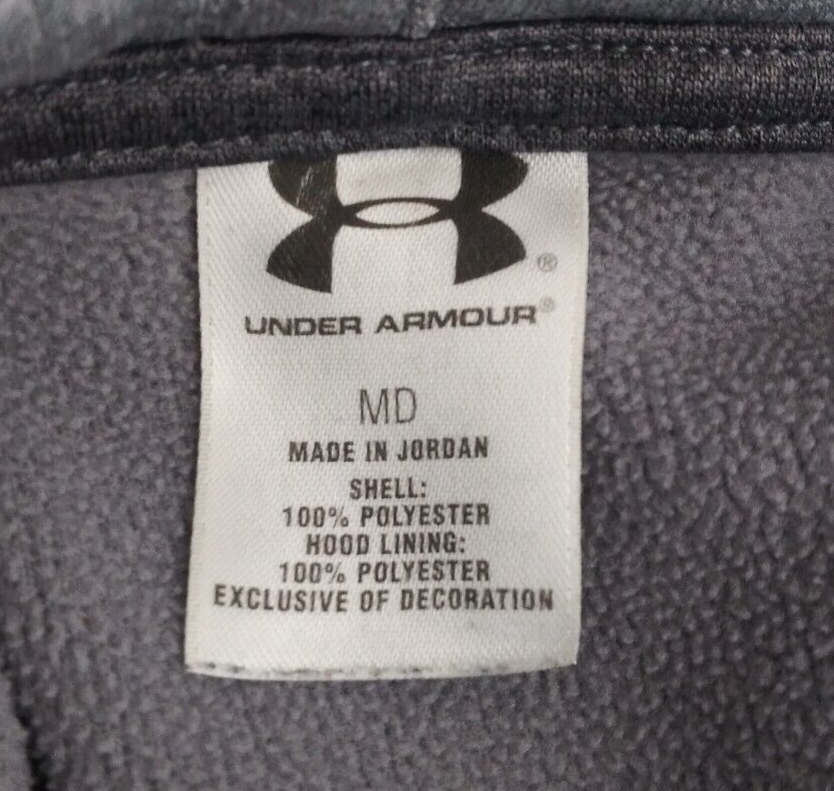 ®
UNDER ARMOUR®
MD
MADE IN JORDAN
SHELL:
100% POLYESTER
HOOD LINING:
100% POLYESTER
EXCLUSIVE OF DECORATION